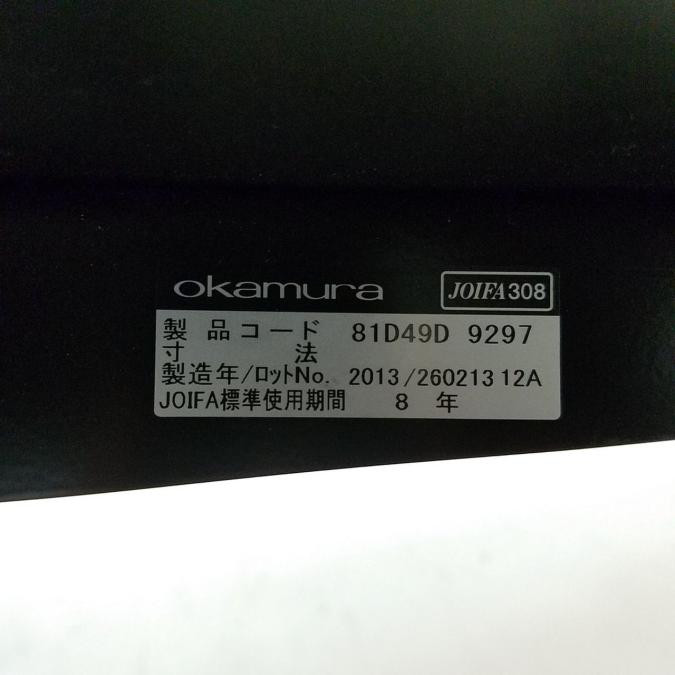 okamura JOIFA308
製品コード 81D49D 9297
寸法
製造年/ロットNo. 2013/260213 12A
JOIFA標準使用期間 8 年